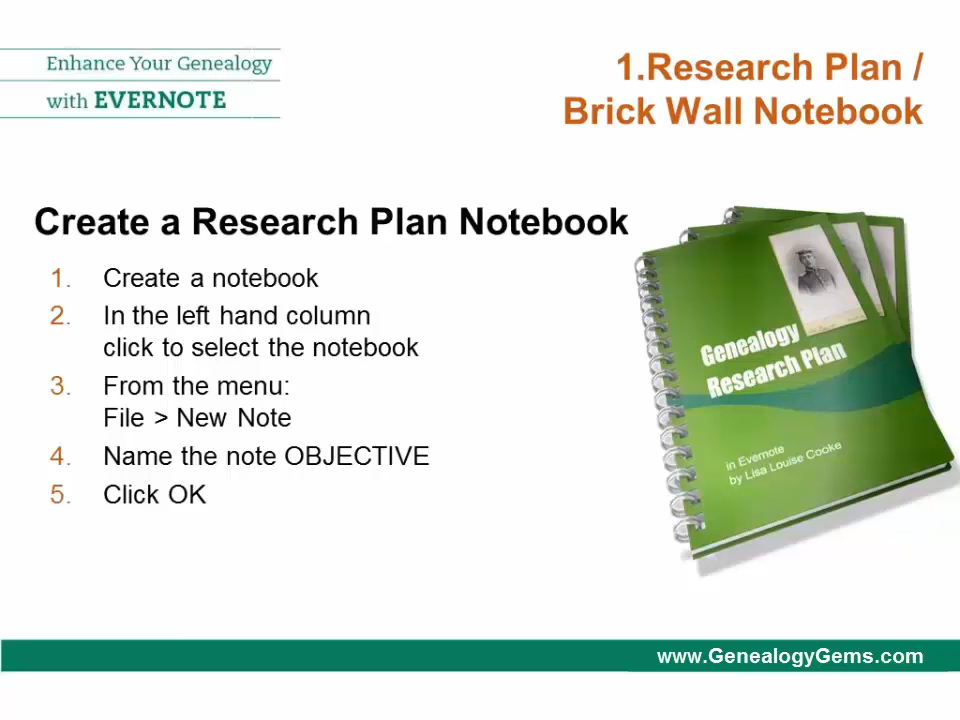 Enhance Your Genealogy
with EVERNOTE
1.Research Plan /
Brick Wall Notebook
Create a Research Plan Notebook
1. Create a notebook
2. In the left hand column
click to select the notebook
3. From the menu:
File > New Note
4. Name the note OBJECTIVE
5. Click OK
Genealogy
Research Plan
in Evernote
by Lisa Louise Cooke
www.GenealogyGems.com